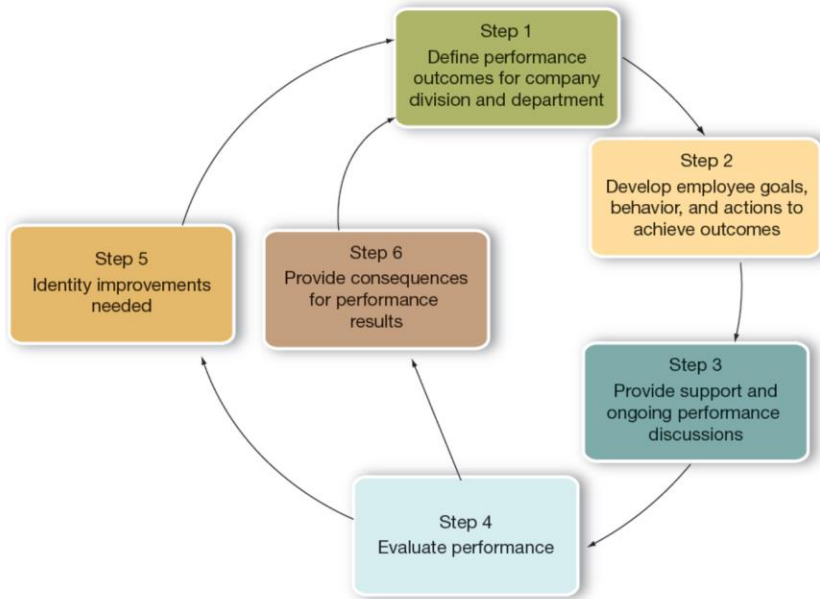 Step 1
Define performance
outcomes for company
division and department
Step 2
Develop employee goals,
behavior, and actions to
achieve outcomes
Step 5
Identity improvements
needed
Step 6
Provide consequences
for performance
results
Step 3
Provide support and
ongoing performance
discussions
Step 4
Evaluate performance